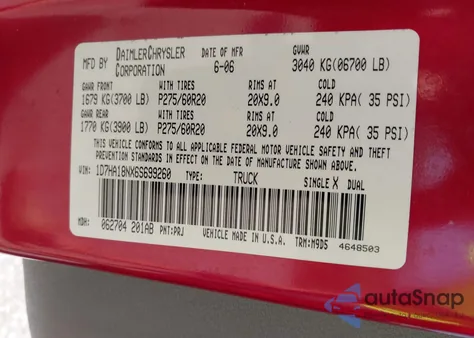 MFD BY DAIMLERCHRYSLER CORPORATION DATE OF MFR 6-06 GVWR 3040 KG(06700 LB)
GAWR FRONT WITH TIRES RIMS AT COLD
1679 KG(3700 LB) P275/60R20 20X9.0 240 KPA( 35 PSI)
GAWR REAR WITH TIRES RIMS AT COLD
1770 KG(3900 LB) P275/60R20 20X9.0 240 KPA( 35 PSI)
THIS VEHICLE CONFORMS TO ALL APPLICABLE FEDERAL MOTOR VEHICLE SAFETY AND THEFT
PREVENTION STANDARDS IN EFFECT ON THE DATE OF MANUFACTURE SHOWN ABOVE.
VIN: 1D7HA18NX6S699260 TYPE: TRUCK SINGLE X DUAL
MDH: 062704 201AB PNT:PRJ VEHICLE MADE IN U.S.A. TRM:M9D5
4648503
autoSnap